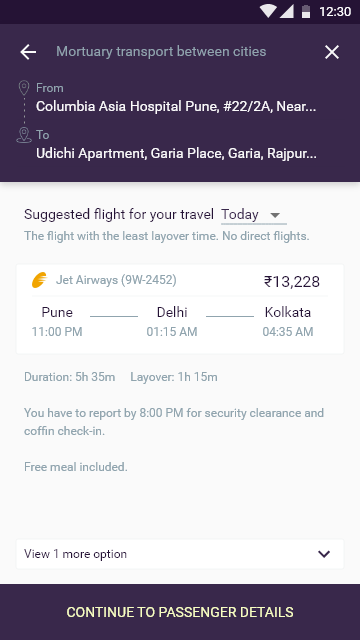 12:30
Mortuary transport between cities
From
Columbia Asia Hospital Pune, #22/2A, Near...
To
Udichi Apartment, Garia Place, Garia, Rajpur...
Suggested flight for your travel Today
The flight with the least layover time. No direct flights.
Jet Airways (9W-2452) ₹13,228
Pune Delhi Kolkata
11:00 PM 01:15 AM 04:35 AM
Duration: 5h 35m Layover: 1h 15m
You have to report by 8:00 PM for security clearance and
coffin check-in.
Free meal included.
View 1 more option
CONTINUE TO PASSENGER DETAILS